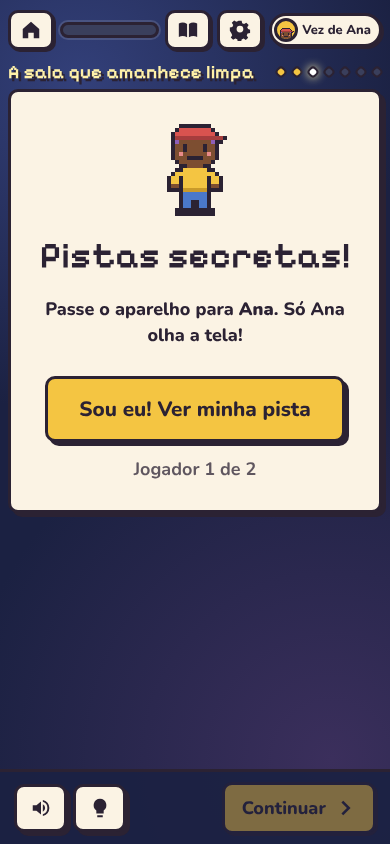 Vez de Ana
A sala que amanhece limpa
Pistas secretas!
Passe o aparelho para Ana. Só Ana
olha a tela!
Sou eu! Ver minha pista
Jogador 1 de 2
Continuar